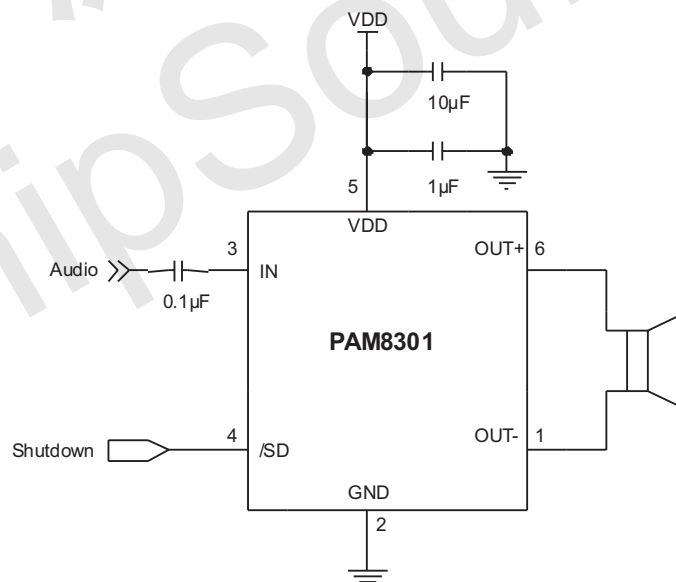 VDD
10µF
1µF
5
VDD
3
OUT+ 6
Audio
IN
0.1µF
PAM8301
4
Shutdown
/SD
OUT- 1
GND
2